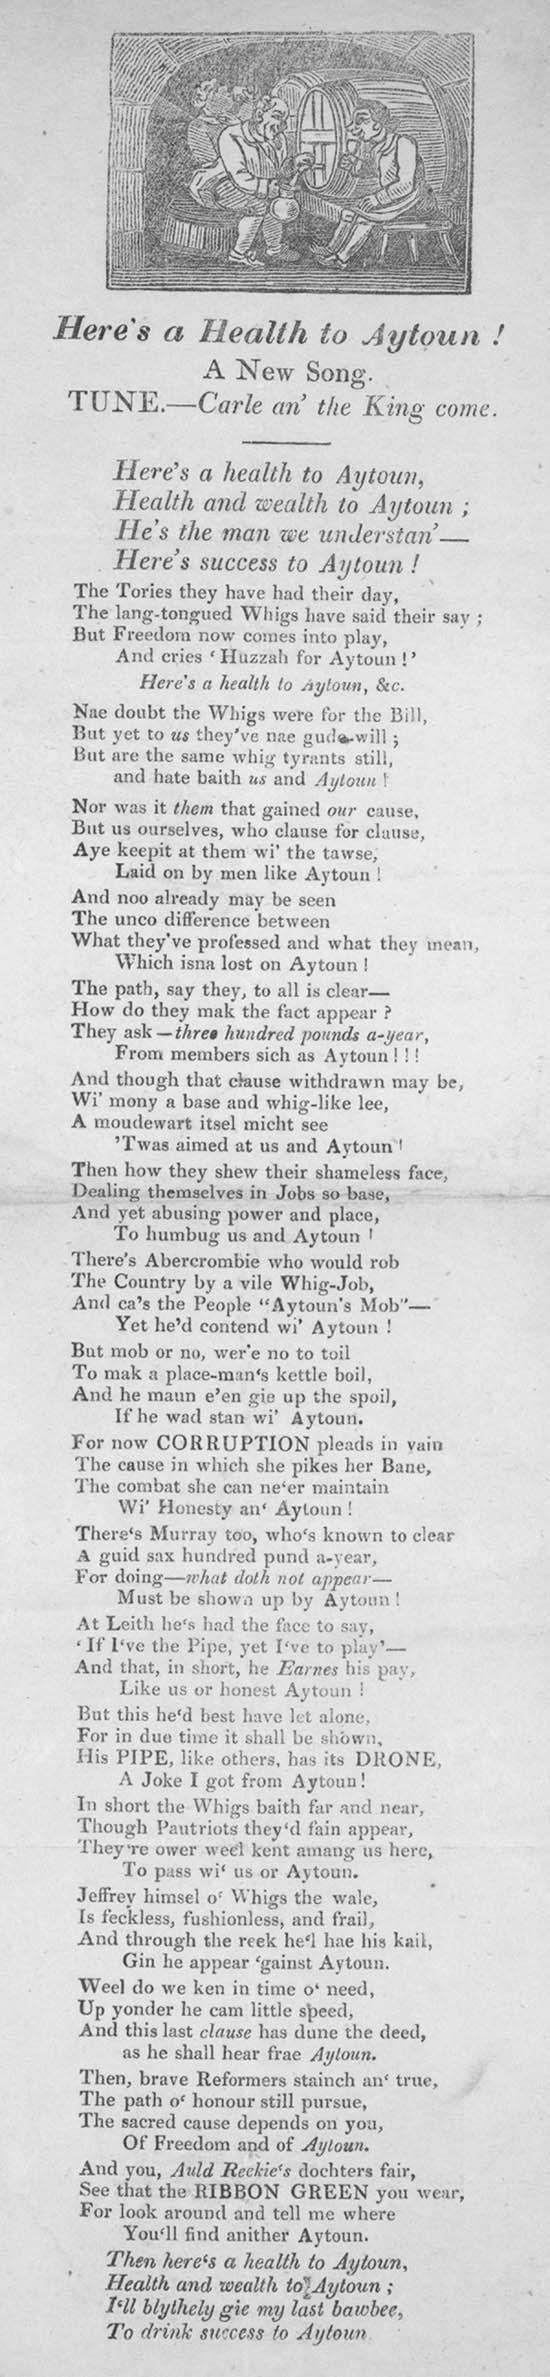 Here's a Health to Aytoun !
A New Song.
TUNE.—Carle an' the King come.
Here's a health to Aytoun,
Health and wealth to Aytoun ;
He's the man we understan'—
Here's success to Aytoun !
The Tories they have had their day,
The lang-tongued Whigs have said their say ;
But Freedom now comes into play,
And cries ‘ Huzzah for Aytoun !’
Here's a health to Aytoun, &c.
Nae doubt the Whigs were for the Bill,
But yet to us they've nae gude-will ;
But are the same whig tyrants still,
and hate baith us and Aytoun !
Nor was it them that gained our cause,
But us ourselves, who clause for clause,
Aye keepit at them wi' the tawse,
Laid on by men like Aytoun !
And noo already may be seen
The unco difference between
What they've professed and what they mean,
Which isna lost on Aytoun !
The path, say they, to all is clear—
How do they mak the fact appear ?
They ask—three hundred pounds a-year,
From members sich as Aytoun ! ! !
And though that clause withdrawn may be,
Wi' mony a base and whig-like lee,
A moudewart itsel micht see
'Twas aimed at us and Aytoun !
Then how they shew their shameless face,
Dealing themselves in Jobs so base,
And yet abusing power and place,
To humbug us and Aytoun !
There's Abercrombie who would rob
The Country by a vile Whig-Job,
And ca's the People "Aytoun's Mob"—
Yet he'd contend wi' Aytoun !
But mob or no, wer'e no to toil
To mak a place-man‘s kettle boil,
And he maun e'en gie up the spoil,
If he wad stan wi' Aytoun.
For now CORRUPTION pleads in vain
The cause in which she pikes her Bane,
The combat she can ne‘er maintain
Wi' Honesty an‘ Aytoun !
There‘s Murray too, who‘s known to clear
A guid sax hundred pund a-year,
For doing—what doth not appear—
Must be shown up by Aytoun !
At Leith he‘s had the face to say,
‘ If I‘ve the Pipe, yet I‘ve to play’—
And that, in short, he Earnes his pay,
Like us or honest Aytoun !
But this he‘d best have let alone,
For in due time it shall be shown,
His PIPE, like others, has its DRONE,
A Joke I got from Aytoun!
In short the Whigs baith far and near,
Though Pautriots they‘d fain appear,
They‘re ower weel kent amang us here,
To pass wi‘ us or Aytoun.
Jeffrey himsel o‘ Whigs the wale,
Is feckless, fushionless, and frail,
And through the reek he‘l hae his kail,
Gin he appear ‘gainst Aytoun.
Weel do we ken in time o‘ need,
Up yonder he cam little speed,
And this last clause has dune the deed,
as he shall hear frae Aytoun.
Then, brave Reformers stainch an‘ true,
The path o‘ honour still pursue,
The sacred cause depends on you,
Of Freedom and of Aytoun.
And you, Auld Reekie‘s dochters fair,
See that the RIBBON GREEN you wear,
For look around and tell me where
You‘ll find anither Aytoun.
Then here‘s a health to Aytoun,
Health and wealth to Aytoun ;
I‘ll blythely gie my last bawbee,
To drink success to Aytoun